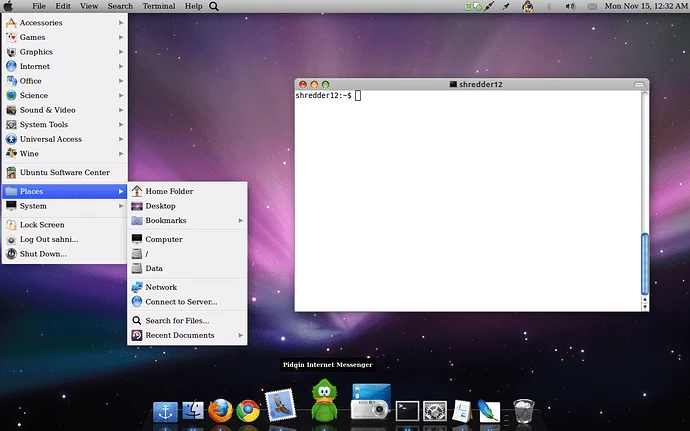 File Edit View Search Terminal Help
Mon Nov 15, 12:32 AM
Accessories
Games
Graphics
Internet
Office
Science
Sound & Video
System Tools
Universal Access
Wine
Ubuntu Software Center
Places
System
Lock Screen
Log Out sahni...
Shut Down...
Home Folder
Desktop
Bookmarks
Computer
/
Data
Network
Connect to Server...
Search for Files...
Recent Documents
shredder12
shredder12:~$
Pidgin Internet Messenger